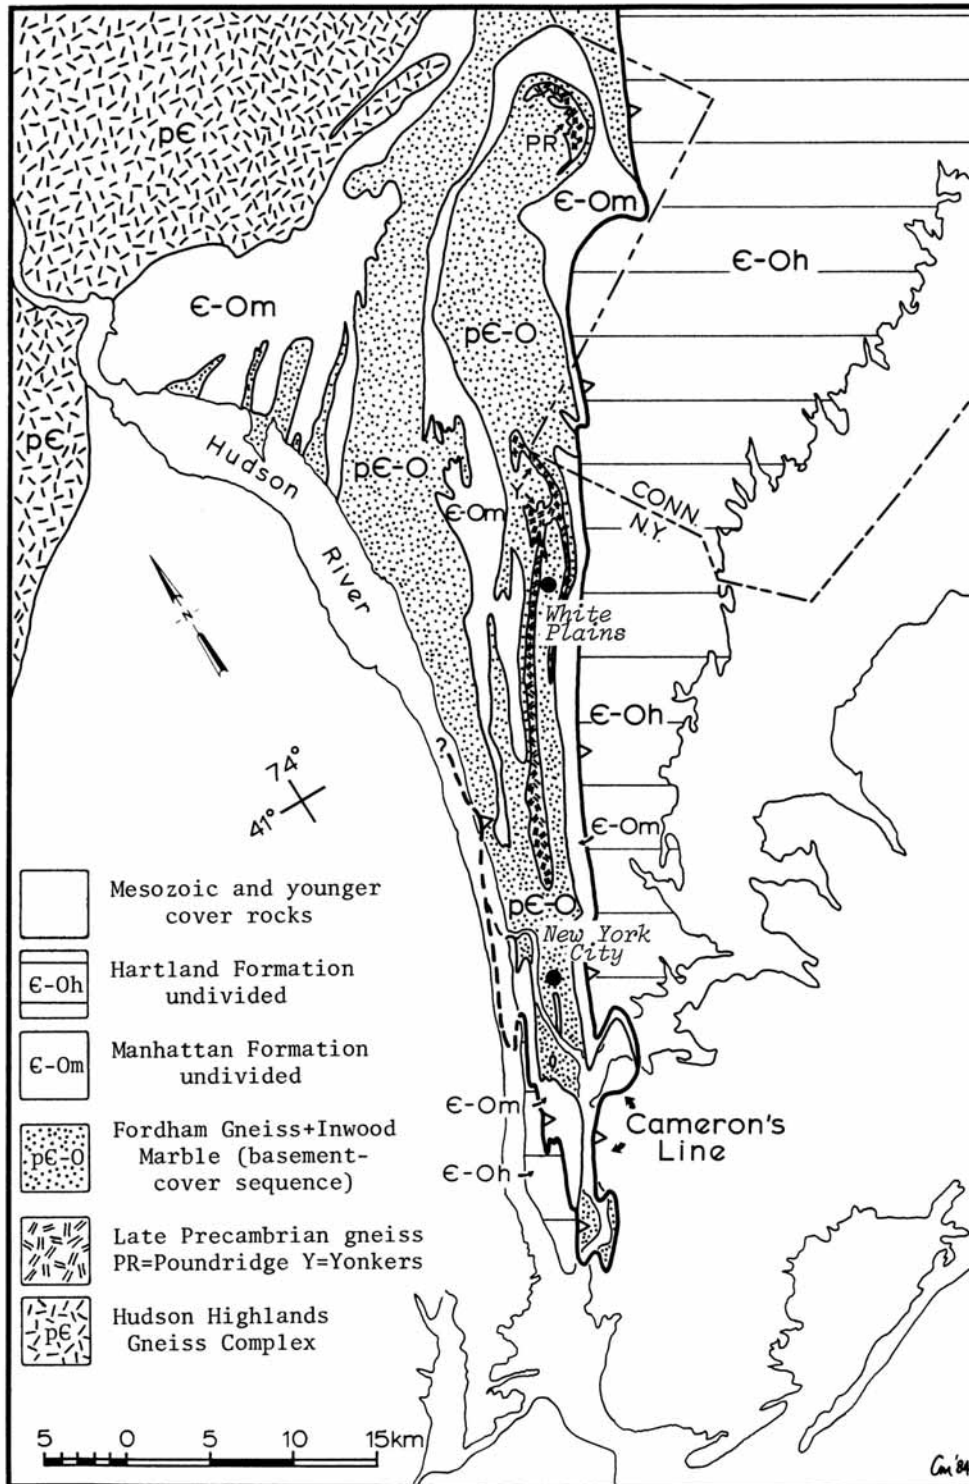 pЄ
PR
Є-Om
Є-Oh
Є-Om
pЄ-O
pЄ
Hudson
River
pЄ-O
Є-Om
Y
CONN.
N.Y.
White
Plains
Є-Oh
?
74°
41°
N
Є-Om
pЄ-O
New York
City
Є-Om
Є-Oh
Cameron's
Line
Mesozoic and younger
cover rocks
Є-Oh
Hartland Formation
undivided
Є-Om
Manhattan Formation
undivided
pЄ-O
Fordham Gneiss+Inwood
Marble (basement-
cover sequence)
Late Precambrian gneiss
PR=Poundridge Y=Yonkers
pЄ
Hudson Highlands
Gneiss Complex
5 0 5 10 15km